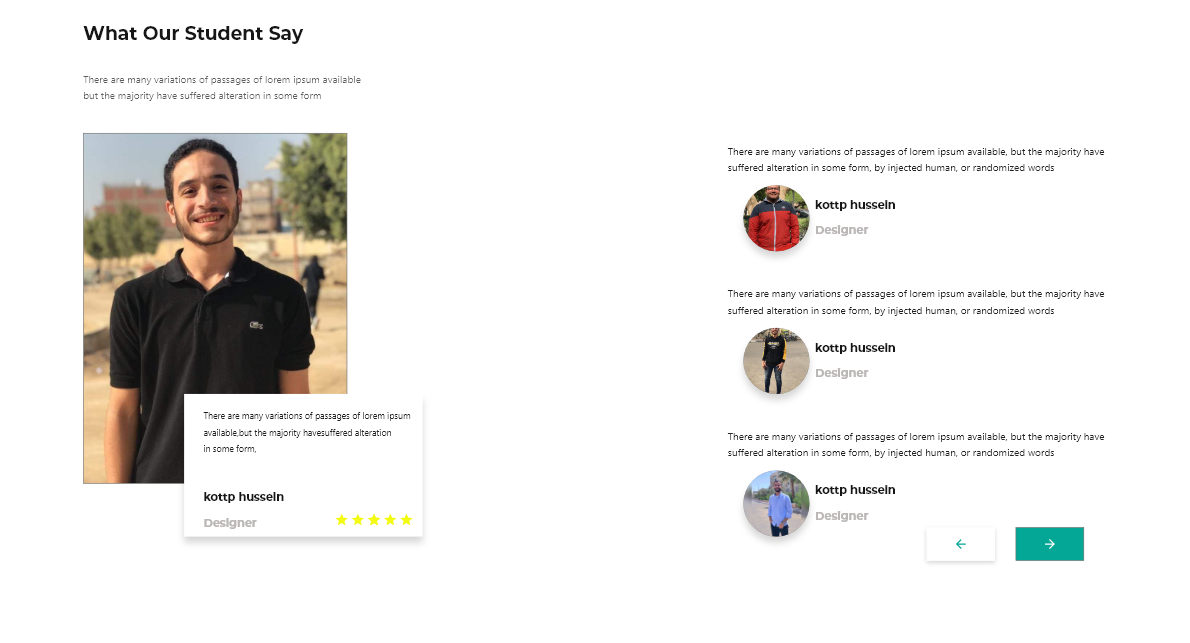 What Our Student Say
There are many variations of passages of lorem ipsum available
but the majority have suffered alteration in some form
There are many variations of passages of lorem ipsum
available,but the majority havesuffered alteration
in some form,
kottp hussein
Designer
There are many variations of passages of lorem ipsum available, but the majority have
suffered alteration in some form, by injected human, or randomized words
kottp hussein
Designer
There are many variations of passages of lorem ipsum available, but the majority have
suffered alteration in some form, by injected human, or randomized words
kottp hussein
Designer
There are many variations of passages of lorem ipsum available, but the majority have
suffered alteration in some form, by injected human, or randomized words
kottp hussein
Designer